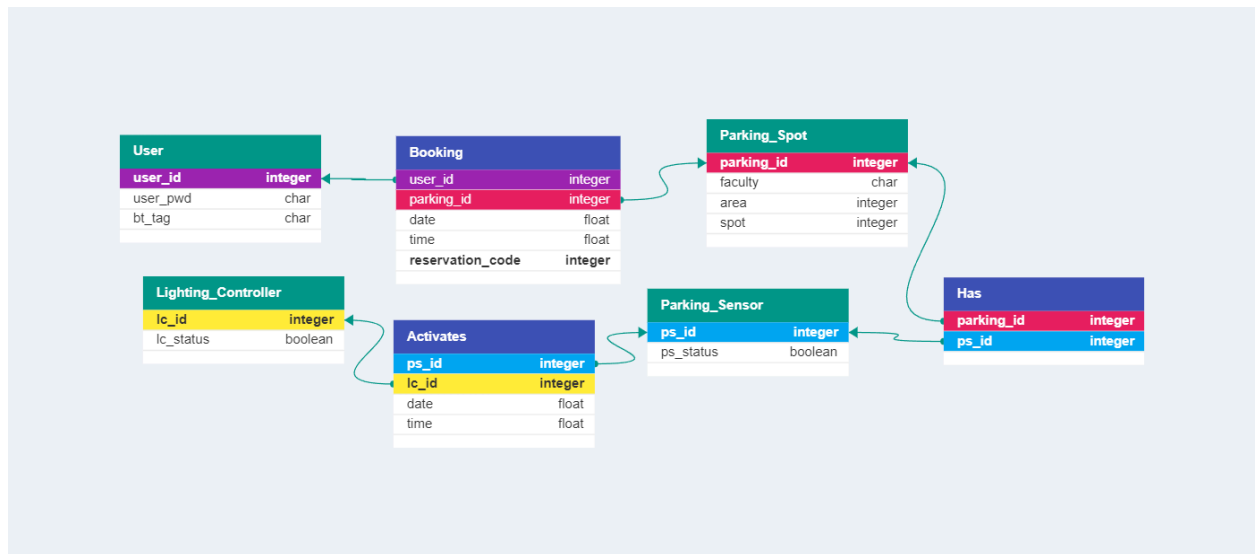 User
user_id integer
user_pwd char
bt_tag char
Booking
user_id integer
parking_id integer
date float
time float
reservation_code integer
Parking_Spot
parking_id integer
faculty char
area integer
spot integer
Lighting_Controller
lc_id integer
lc_status boolean
Activates
ps_id integer
lc_id integer
date float
time float
Parking_Sensor
ps_id integer
ps_status boolean
Has
parking_id integer
ps_id integer